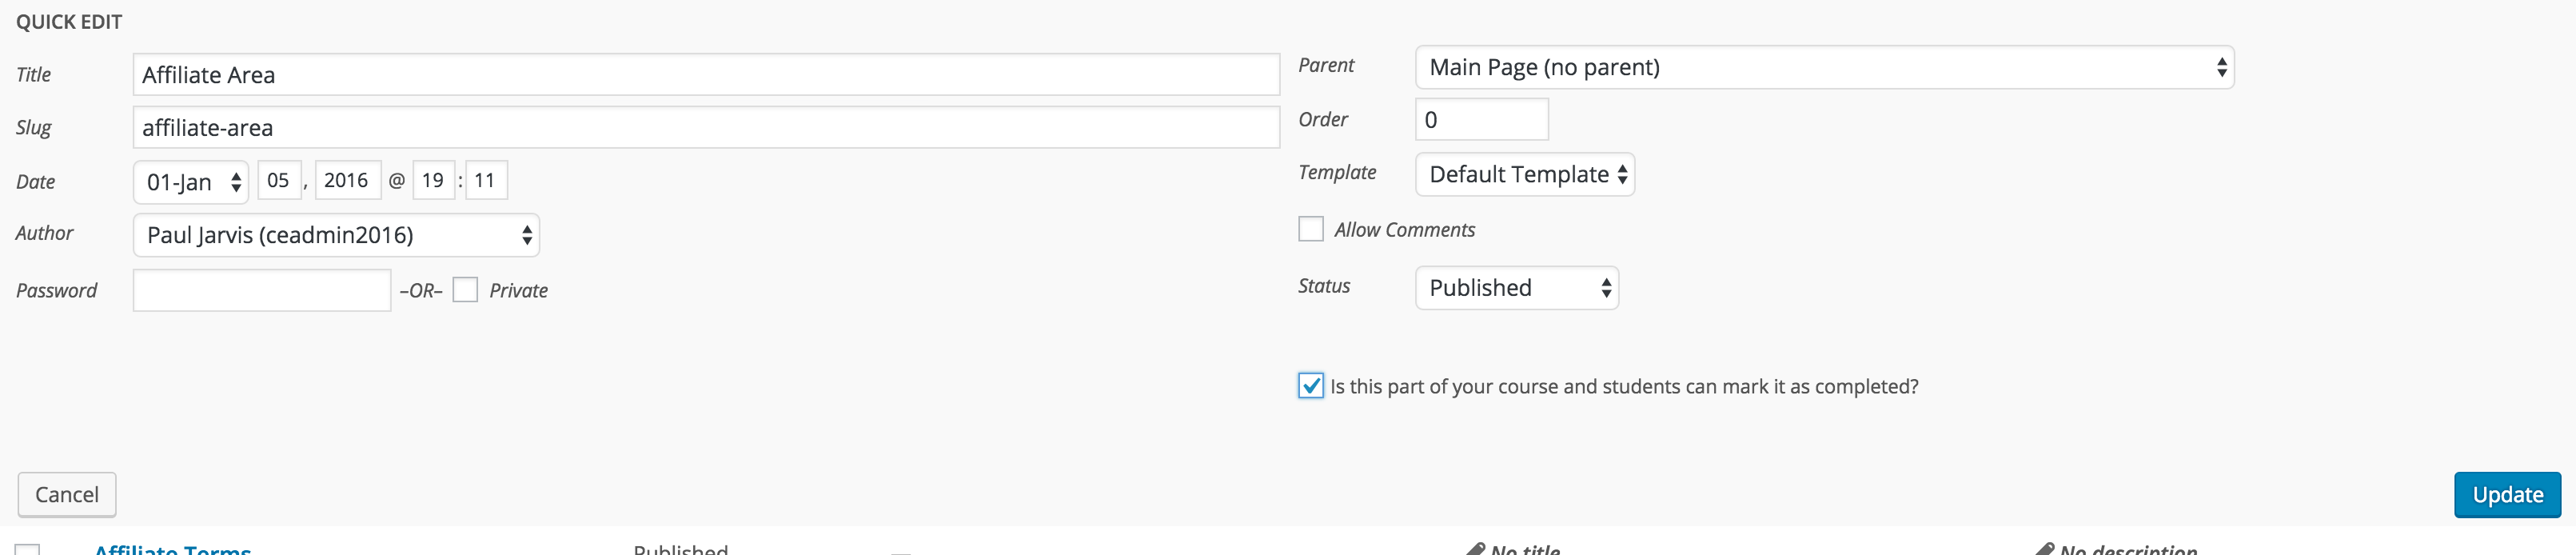 QUICK EDIT
Title Affiliate Area
Slug affiliate-area
Date 01-Jan 05 , 2016 @ 19 : 11
Author Paul Jarvis (ceadmin2016)
Password –OR– Private
Parent Main Page (no parent)
Order 0
Template Default Template
Allow Comments
Status Published
Is this part of your course and students can mark it as completed?
Cancel Update
Affiliate Terms Published No title No description